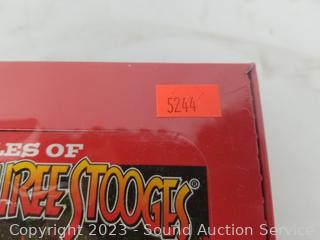 5244
LES OF
HREE STOOGES®
Copyright 2023 - Sound Auction Service